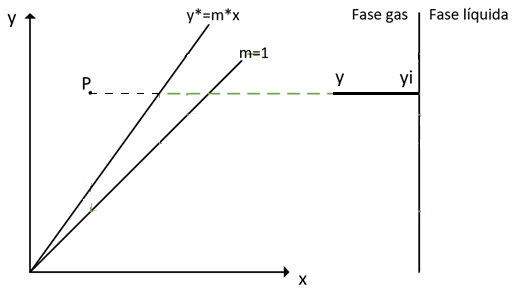 y
y*=m*x
m=1
P
x
Fase gas
Fase líquida
y
yi